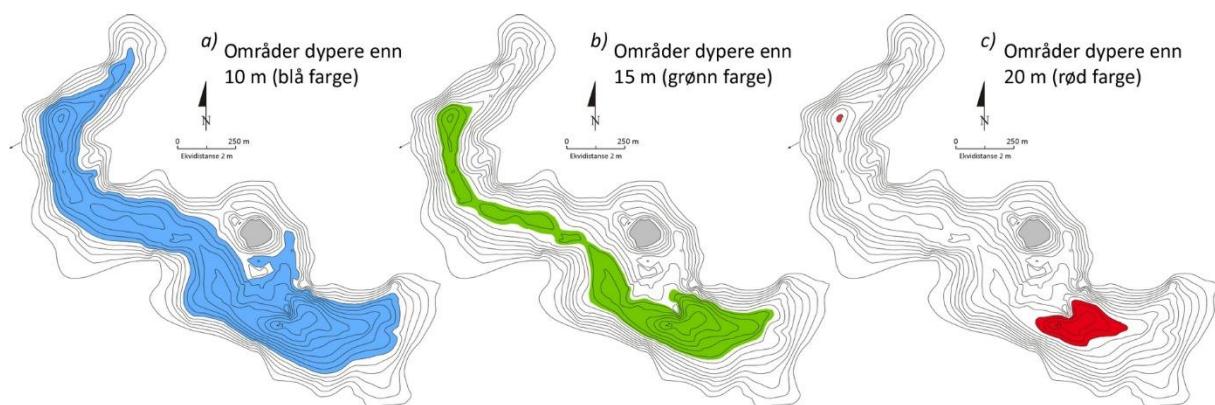 a) Områder dypere enn
10 m (blå farge)
N
0 250 m
Ekvidistanse 2 m
b) Områder dypere enn
15 m (grønn farge)
N
0 250 m
Ekvidistanse 2 m
c) Områder dypere enn
20 m (rød farge)
N
0 250 m
Ekvidistanse 2 m